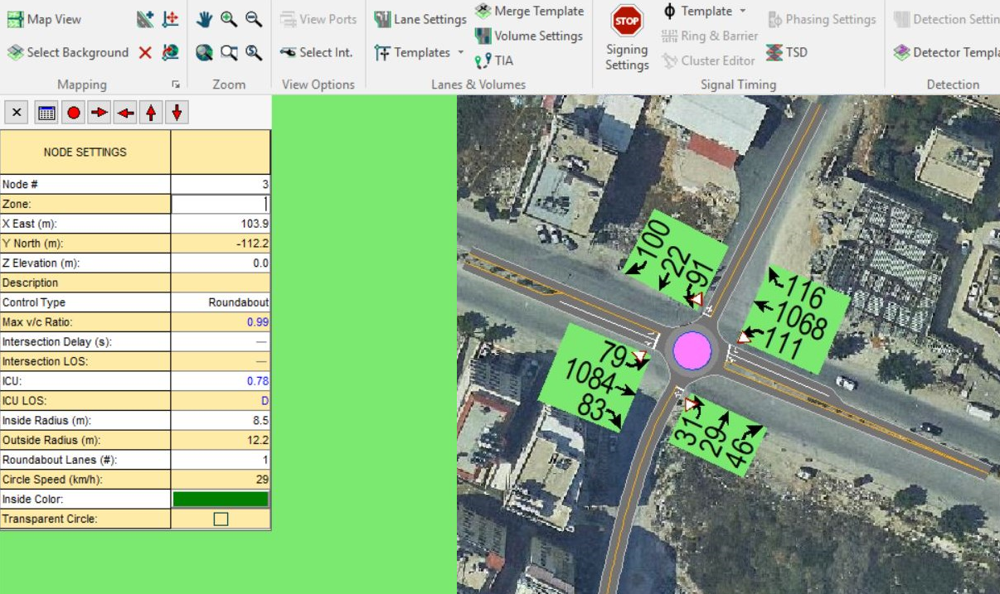 Map View
Select Background
Mapping
Zoom
View Ports
Select Int.
View Options
Lane Settings
Templates
Merge Template
Volume Settings
TIA
Lanes & Volumes
STOP
Signing
Settings
Template
Ring & Barrier
Cluster Editor
Phasing Settings
TSD
Signal Timing
Detection Settin
Detector Templa
Detection
NODE SETTINGS
Node # 3
Zone:
X East (m): 103.9
Y North (m): -112.2
Z Elevation (m): 0.0
Description
Control Type Roundabout
Max v/c Ratio: 0.99
Intersection Delay (s): —
Intersection LOS: —
ICU: 0.78
ICU LOS: D
Inside Radius (m): 8.5
Outside Radius (m): 12.2
Roundabout Lanes (#): 1
Circle Speed (km/h): 29
Inside Color:
Transparent Circle:
100
22
91
116
1068
111
79
1084
83
31
29
46